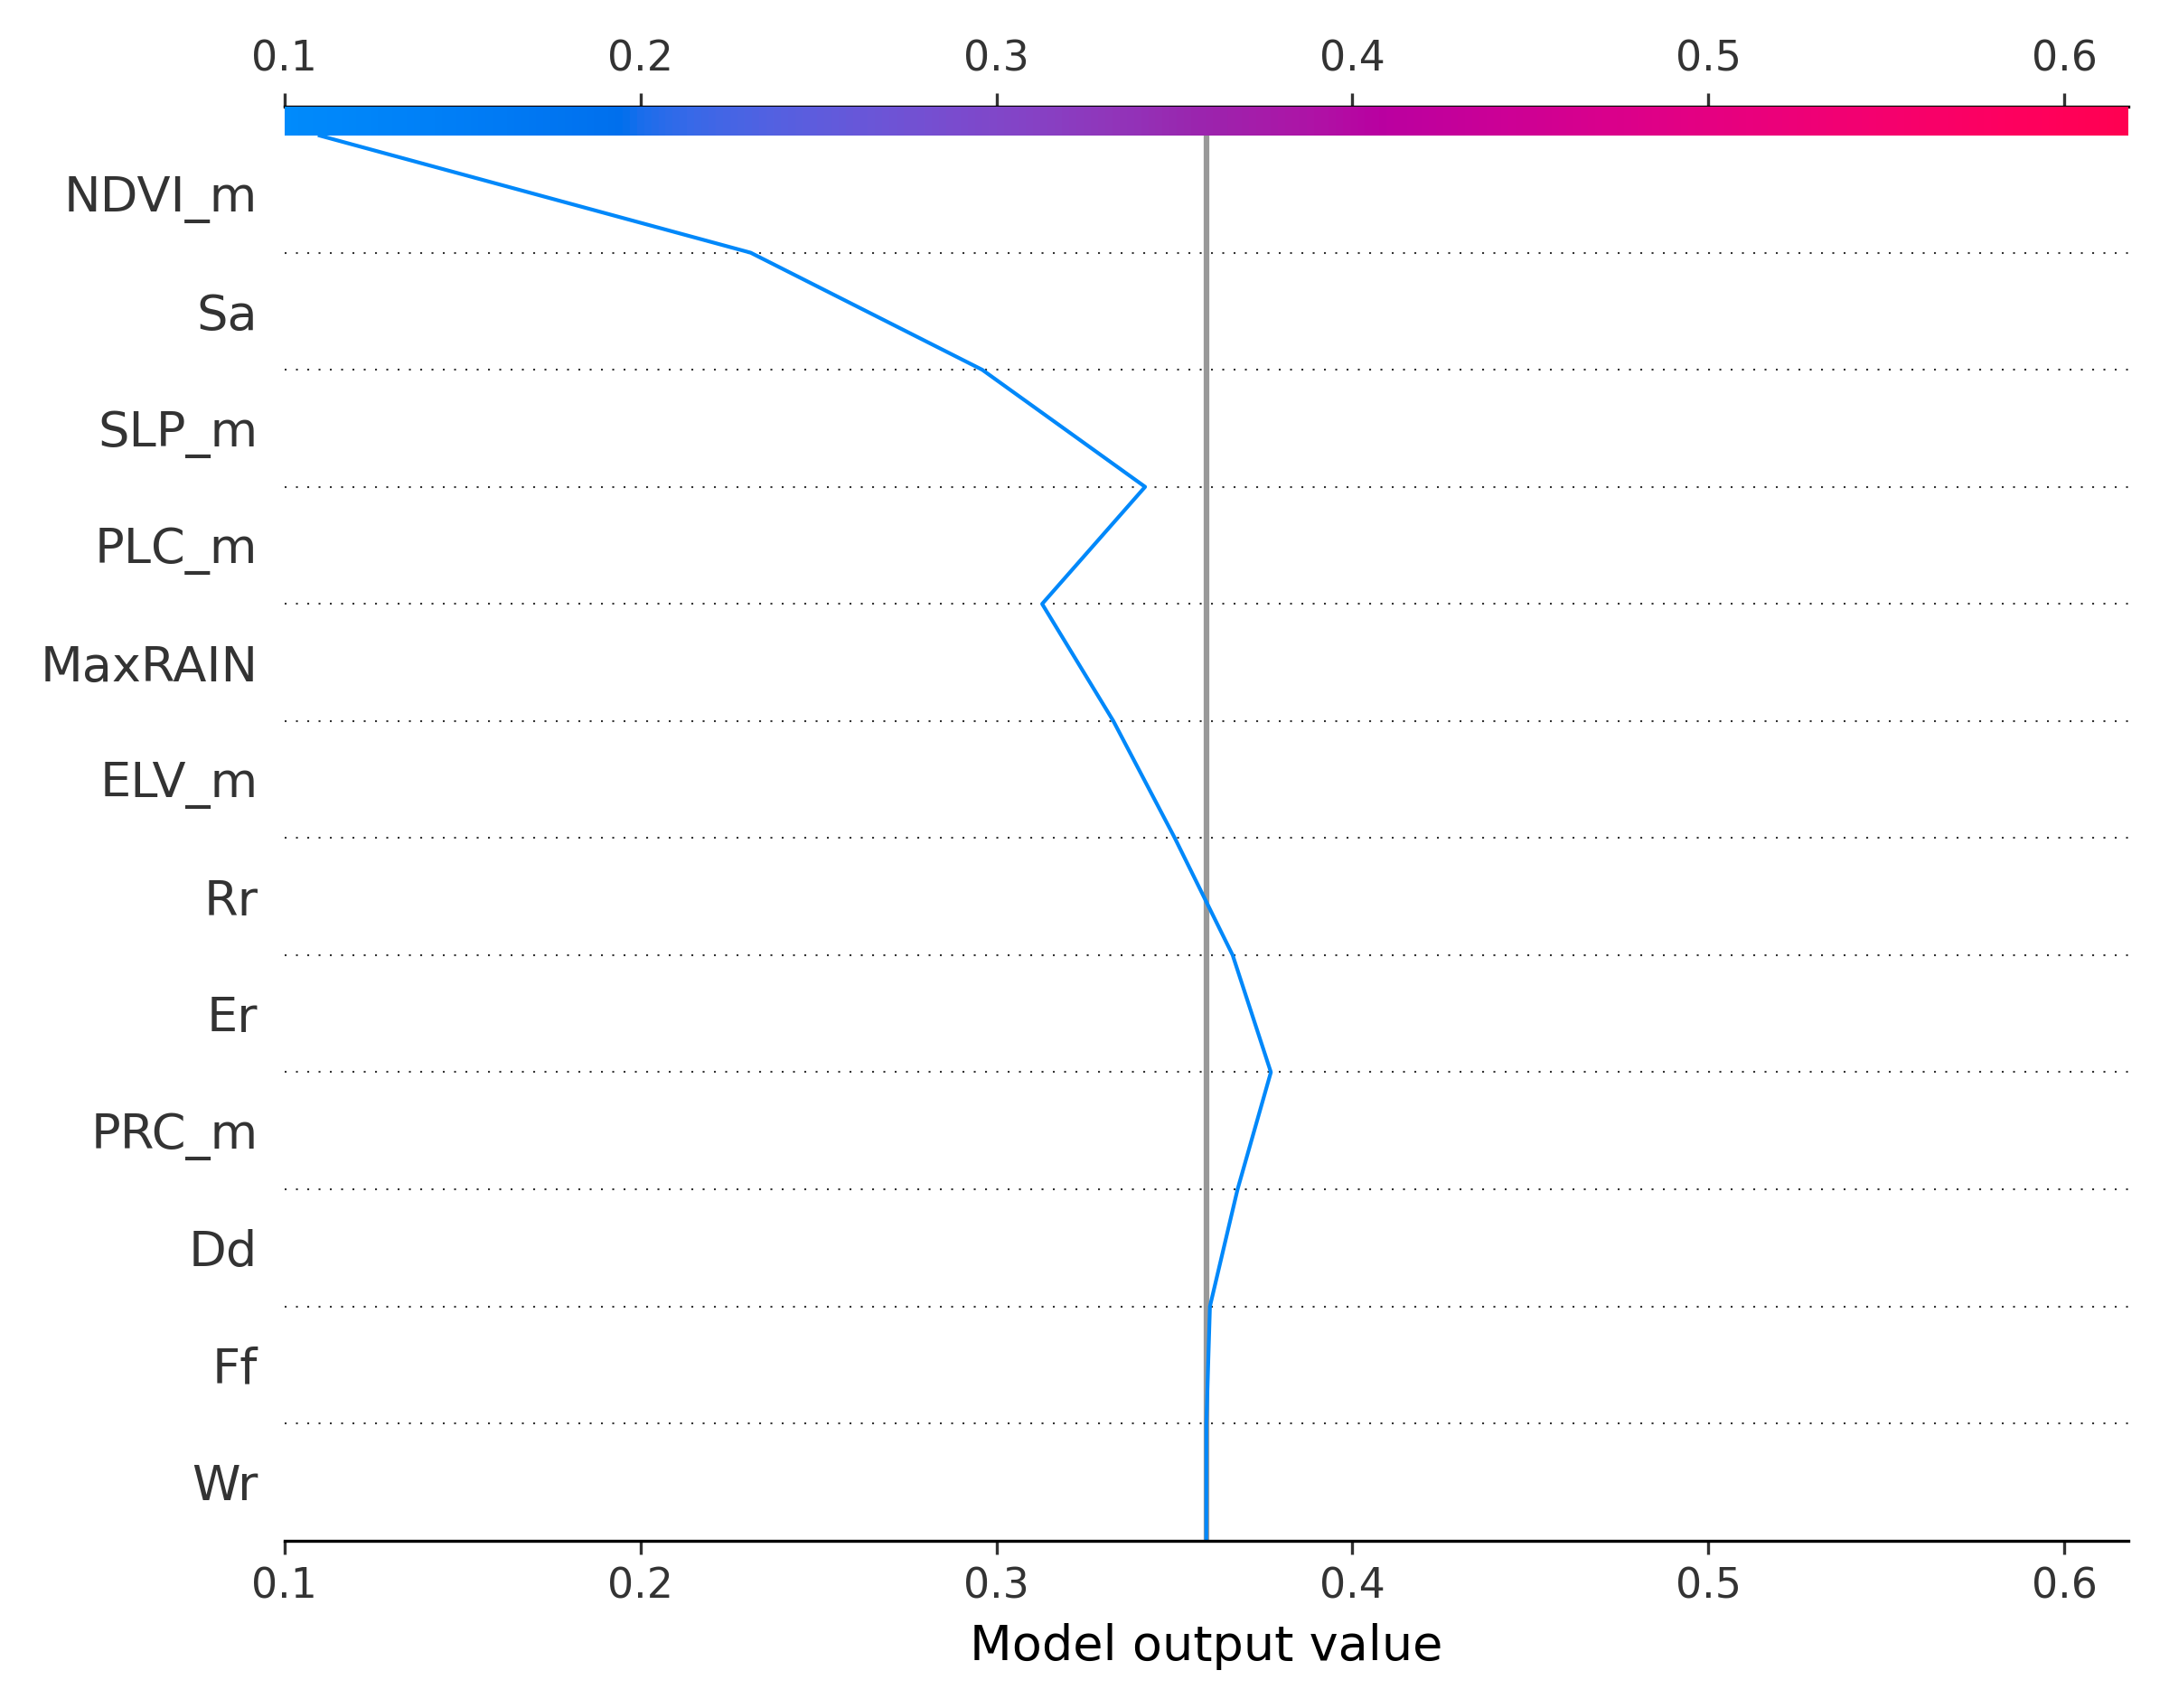 0.1 0.2 0.3 0.4 0.5 0.6
NDVI_m
Sa
SLP_m
PLC_m
MaxRAIN
ELV_m
Rr
Er
PRC_m
Dd
Ff
Wr
0.1 0.2 0.3 0.4 0.5 0.6
Model output value